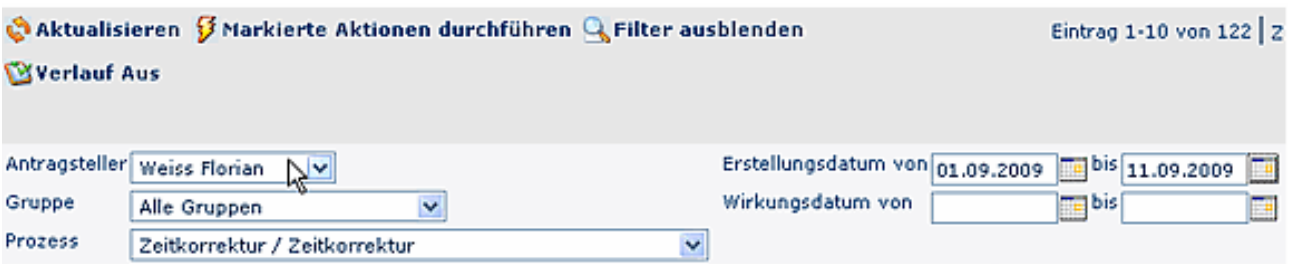 Aktualisieren Markierte Aktionen durchführen Filter ausblenden Eintrag 1-10 von 122 | z
Verlauf Aus
Antragsteller Weiss Florian Erstellungsdatum von 01.09.2009 bis 11.09.2009
Gruppe Alle Gruppen Wirkungsdatum von bis
Prozess Zeitkorrektur / Zeitkorrektur